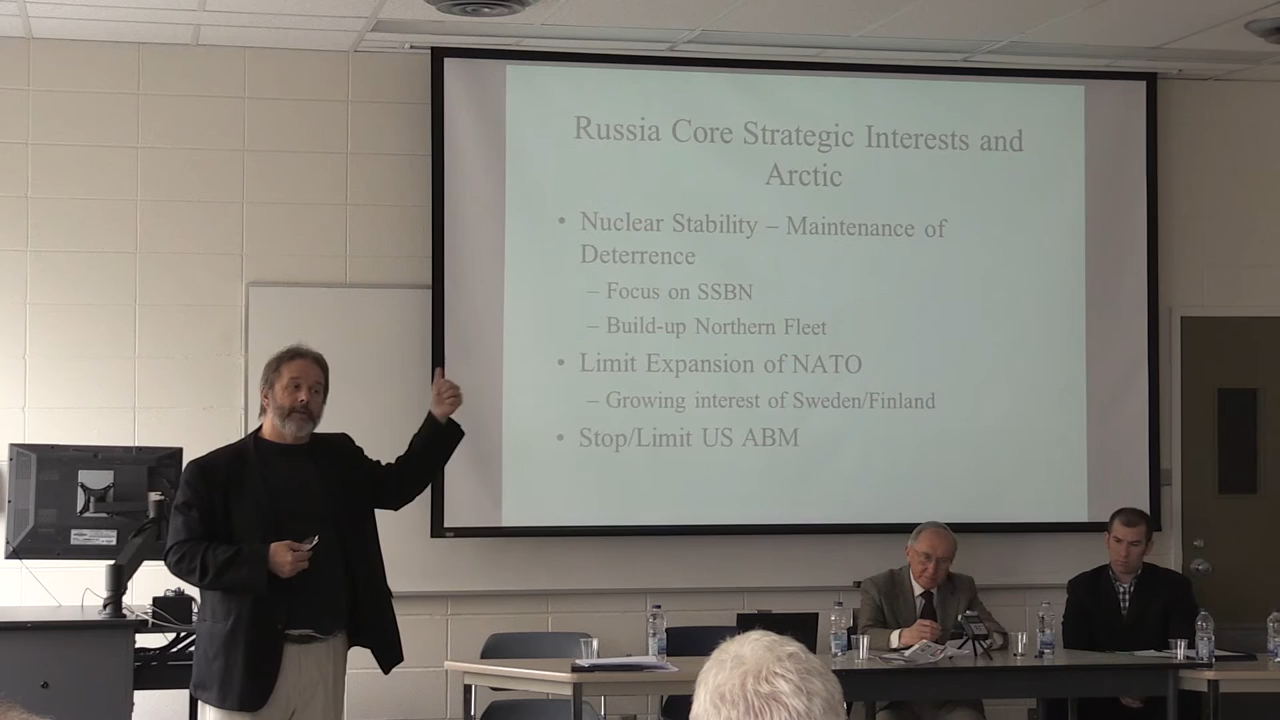 Russia Core Strategic Interests and
Arctic
• Nuclear Stability – Maintenance of
Deterrence
– Focus on SSBN
– Build-up Northern Fleet
• Limit Expansion of NATO
– Growing interest of Sweden/Finland
• Stop/Limit US ABM